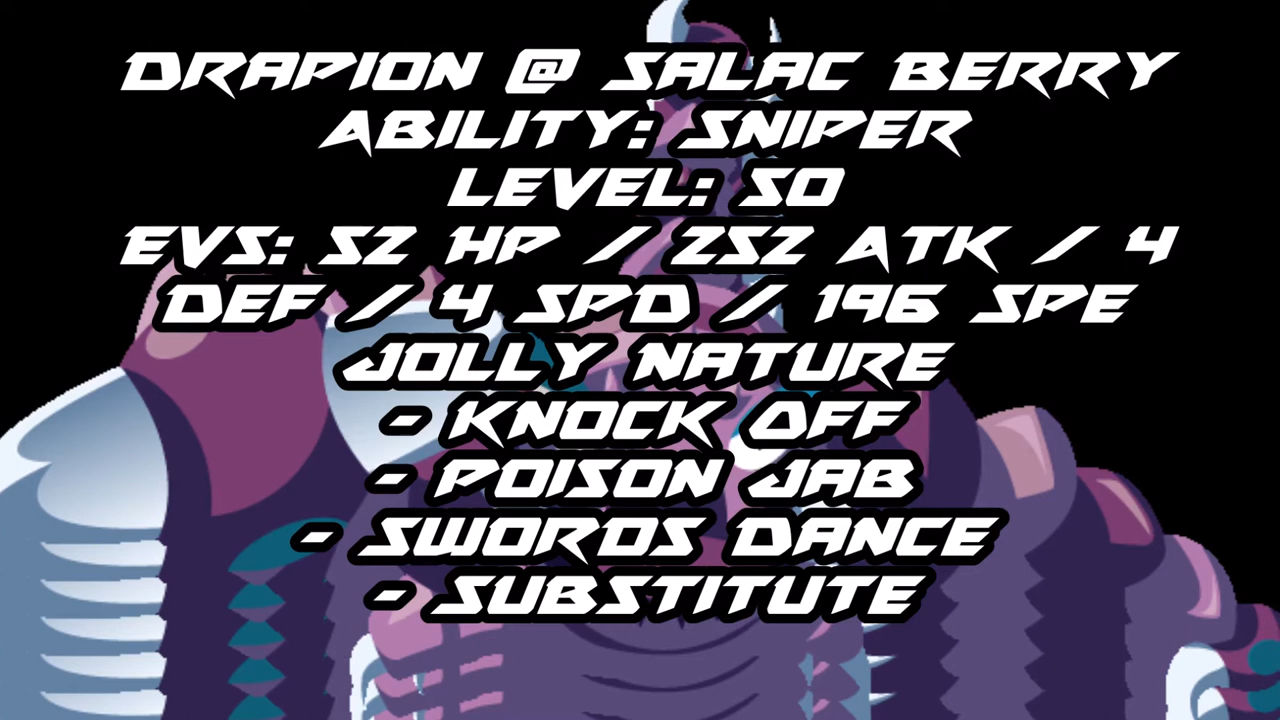 DRAPION @ SALAC BERRY
ABILITY: SNIPER
LEVEL: 50
EVS: 52 HP / 252 ATK / 4
DEF / 4 SPD / 196 SPE
JOLLY NATURE
- KNOCK OFF
- POISON JAB
- SWORDS DANCE
- SUBSTITUTE